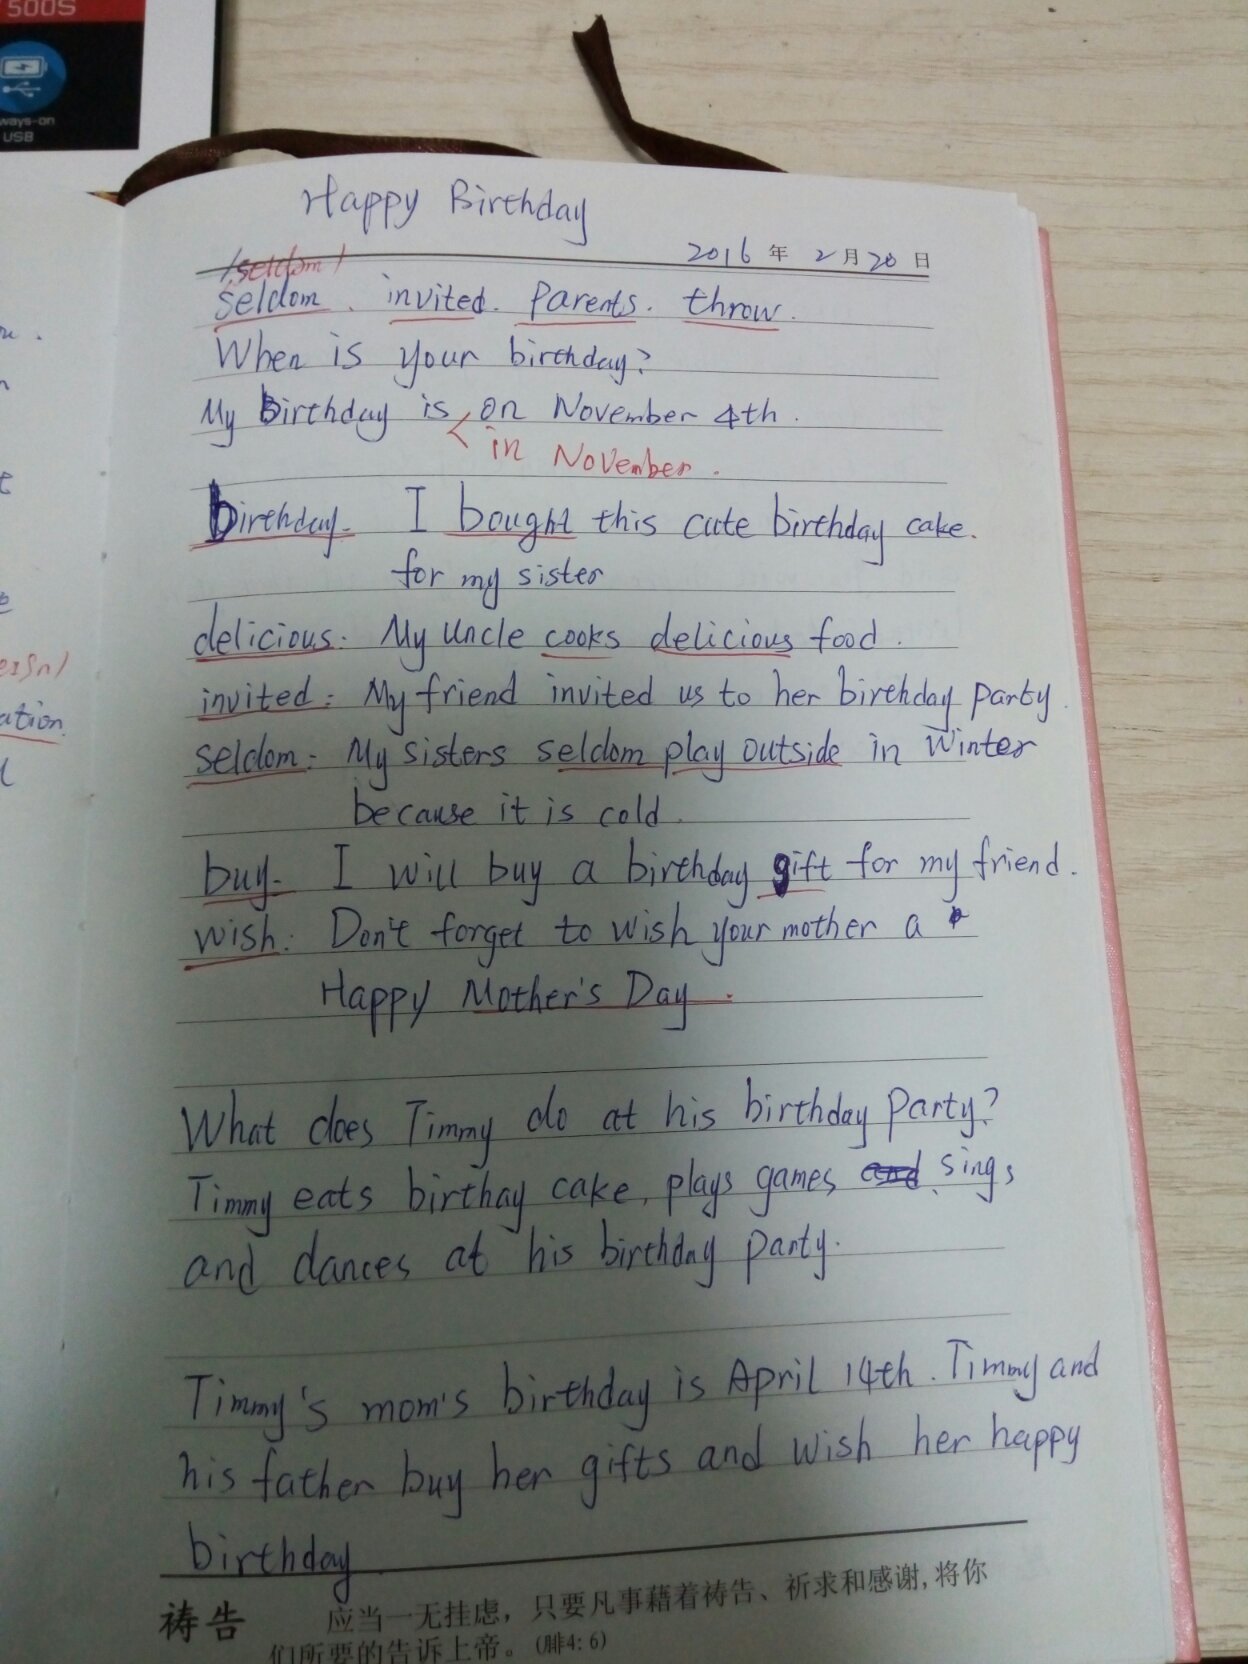 500S
ways-on
USB
Happy Birthday
2016 年 2月20日
/seldom/
seldom. invited. Parents. throw.
When is your birthday?
My Birthday is on November 4th.
in November.
birthday. I bought this cute birthday cake.
for my sister
delicious: My Uncle cooks delicious food.
invited: My friend invited us to her birthday party.
seldom: My sisters seldom play outside in Winter
because it is cold.
buy. I will buy a birthday gift for my friend.
wish: Don't forget to wish your mother a
Happy Mother's Day.
What does Timmy do at his birthday Party?
Timmy eats birthay cake, plays games and, sings
and dances at his birthday party.
Timmy's mom's birthday is April 14th. Timmy and
his father buy her gifts and wish her happy
birthday
祷告 应当一无挂虑，只要凡事藉着祷告、祈求和感谢，将你
们所要的告诉上帝。(腓4: 6)
ation.